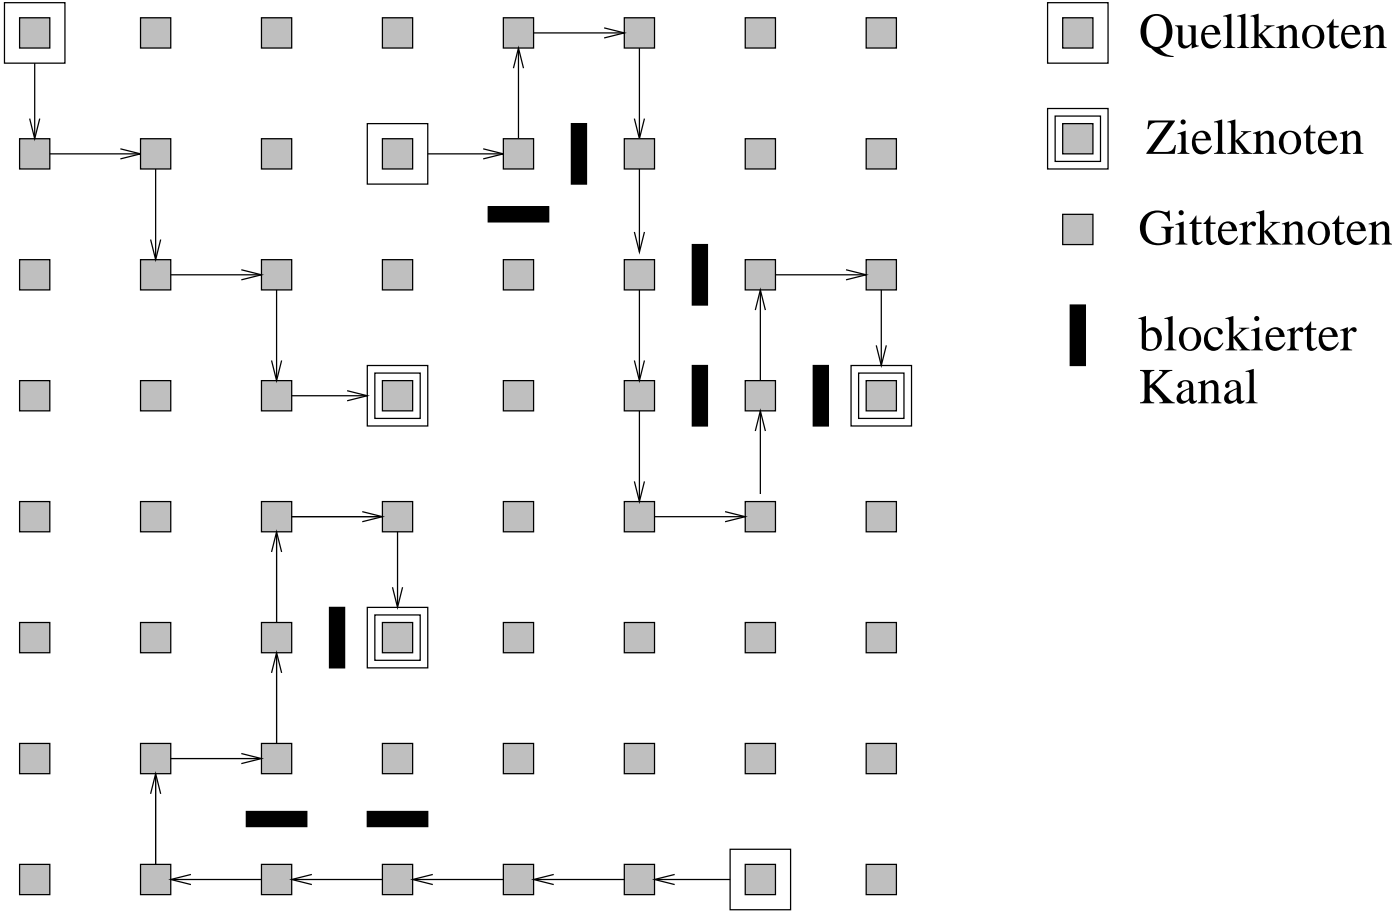 Quellknoten
Zielknoten
Gitterknoten
blockierter
Kanal